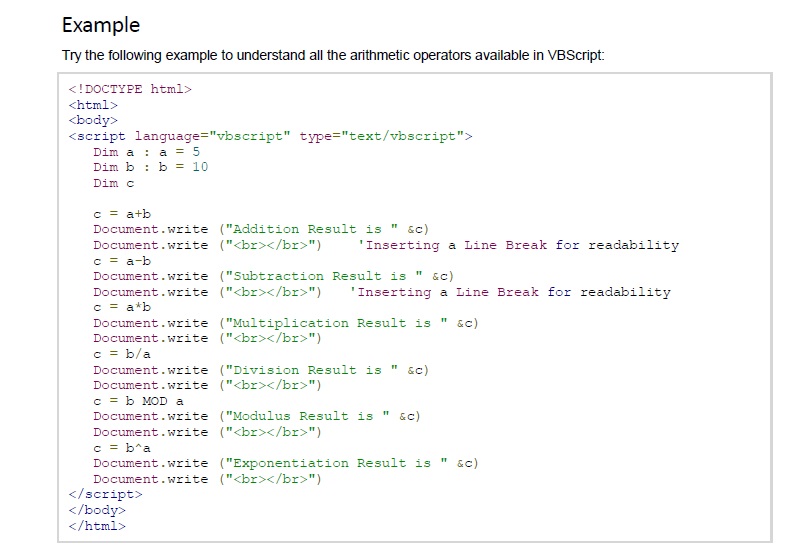 Example
Try the following example to understand all the arithmetic operators available in VBScript:
<!DOCTYPE html>
<html>
<body>
<script language="vbscript" type="text/vbscript">
   Dim a : a = 5
   Dim b : b = 10
   Dim c

   c = a+b
   Document.write ("Addition Result is " &c)
   Document.write ("<br></br>")    'Inserting a Line Break for readability
   c = a-b
   Document.write ("Subtraction Result is " &c)
   Document.write ("<br></br>")   'Inserting a Line Break for readability
   c = a*b
   Document.write ("Multiplication Result is " &c)
   Document.write ("<br></br>")
   c = b/a
   Document.write ("Division Result is " &c)
   Document.write ("<br></br>")
   c = b MOD a
   Document.write ("Modulus Result is " &c)
   Document.write ("<br></br>")
   c = b^a
   Document.write ("Exponentiation Result is " &c)
   Document.write ("<br></br>")
</script>
</body>
</html>